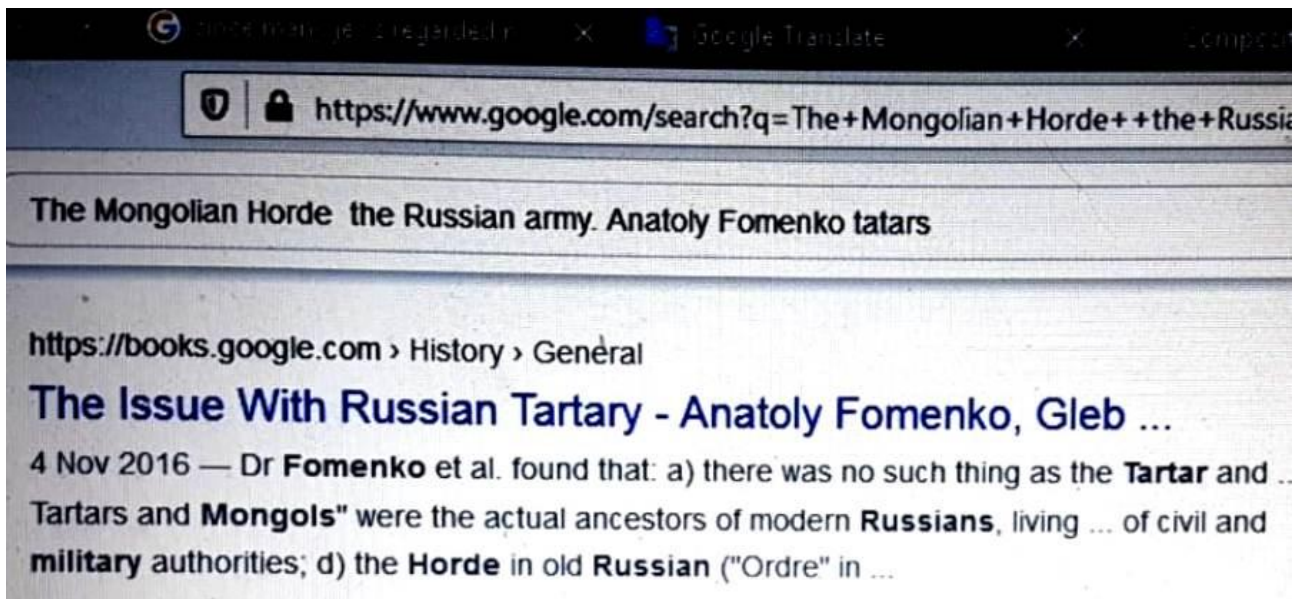 Google Translate
https://www.google.com/search?q=The+Mongolian+Horde++the+Russia
The Mongolian Horde the Russian army. Anatoly Fomenko tatars
https://books.google.com › History › General
The Issue With Russian Tartary - Anatoly Fomenko, Gleb ...
4 Nov 2016 — Dr Fomenko et al. found that: a) there was no such thing as the Tartar and ..
Tartars and Mongols" were the actual ancestors of modern Russians, living ... of civil and
military authorities; d) the Horde in old Russian ("Ordre" in ...